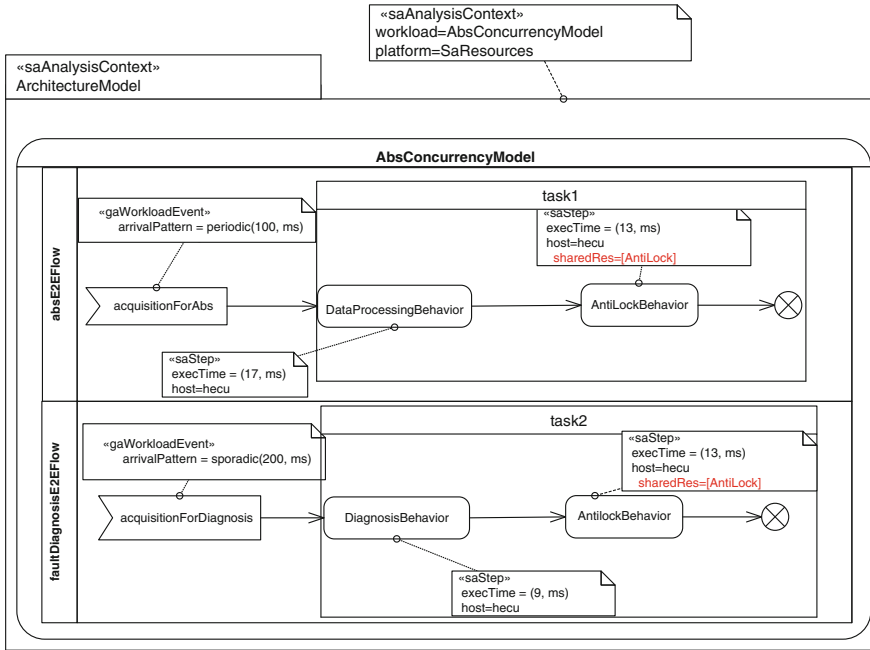 «saAnalysisContext»
workload=AbsConcurrencyModel
platform=SaResources
«saAnalysisContext»
ArchitectureModel
AbsConcurrencyModel
absE2EFlow
«gaWorkloadEvent»
arrivalPattern = periodic(100, ms)
task1
«saStep»
execTime = (13, ms)
host=hecu
sharedRes=[AntiLock]
acquisitionForAbs
DataProcessingBehavior
AntiLockBehavior
«saStep»
execTime = (17, ms)
host=hecu
faultDiagnosisE2EFlow
«gaWorkloadEvent»
arrivalPattern = sporadic(200, ms)
task2
«saStep»
execTime = (13, ms)
host=hecu
sharedRes=[AntiLock]
acquisitionForDiagnosis
DiagnosisBehavior
AntilockBehavior
«saStep»
execTime = (9, ms)
host=hecu